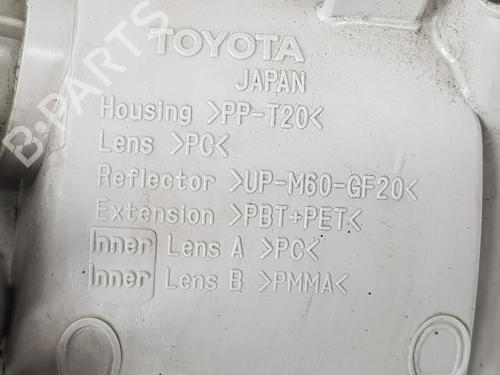 B-PARTS
TOYOTA
JAPAN
Housing >PP-T20<
Lens >PC<
Reflector >UP-M60-GF20<
Extension >PBT+PET<
Inner Lens A >PC<
Inner Lens B >PMMA<